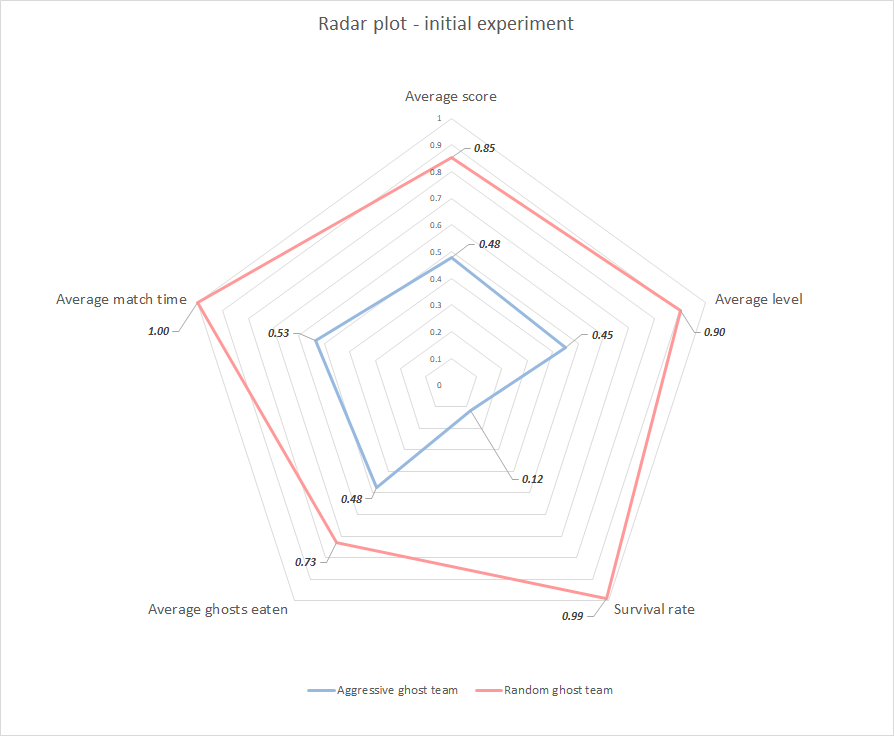 Radar plot - initial experiment
Average score
1
0.9
0.85
0.8
0.7
0.6
0.48
0.5
0.4
0.3
0.2
0.1
0
Average match time
Average level
1.00
0.53
0.45
0.90
0.48
0.12
0.73
0.99
Average ghosts eaten
Survival rate
Aggressive ghost team
Random ghost team